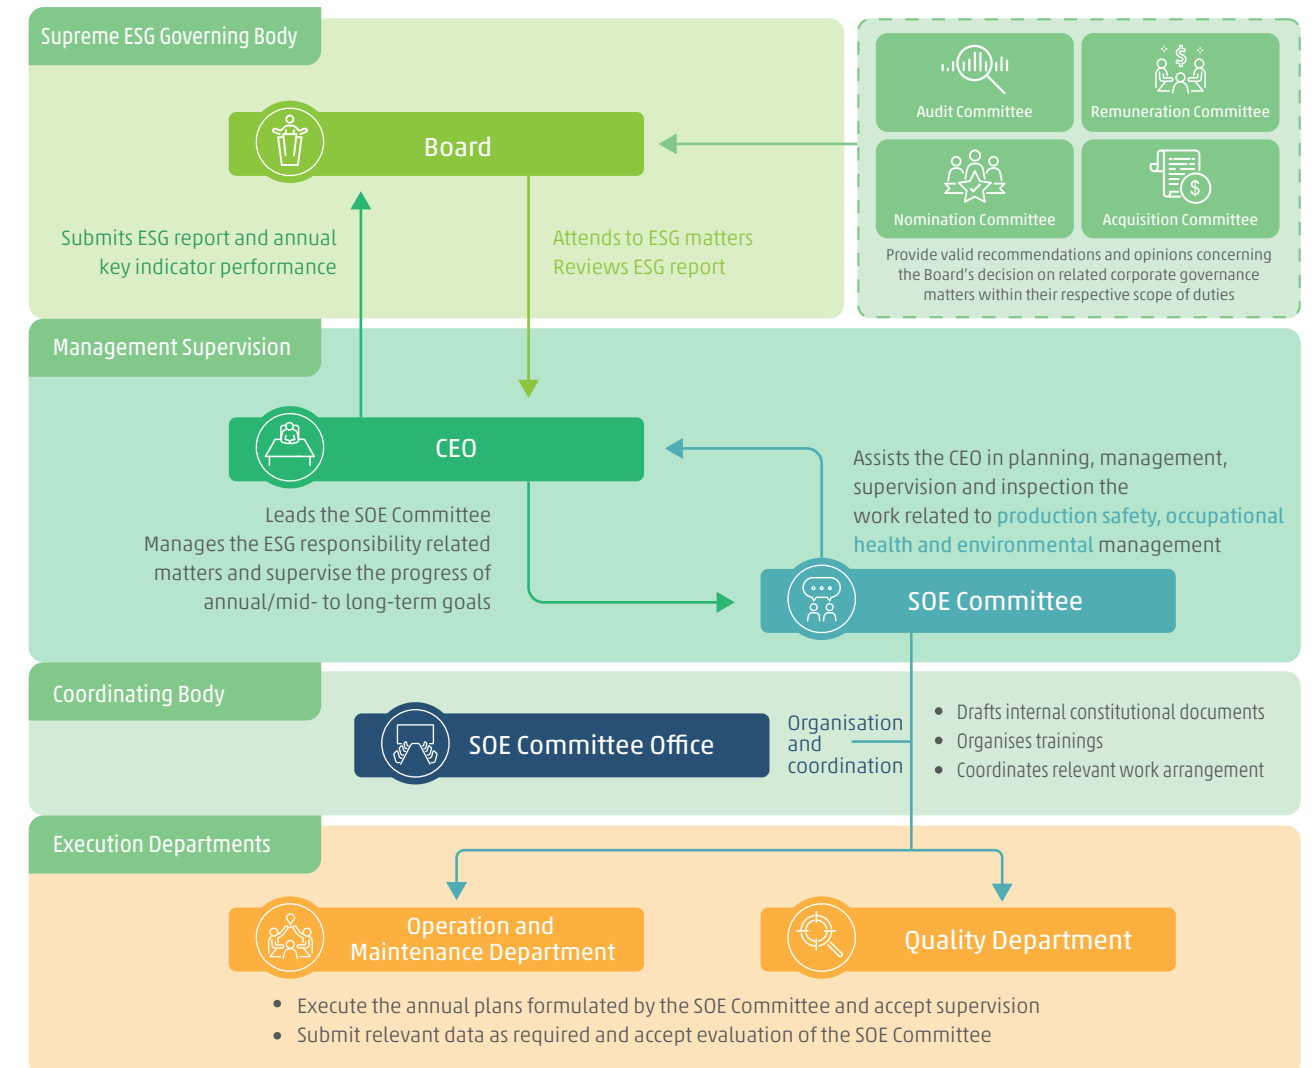 Supreme ESG Governing Body
Audit Committee
Remuneration Committee
Nomination Committee
Acquisition Committee
Provide valid recommendations and opinions concerning
the Board's decision on related corporate governance
matters within their respective scope of duties
Board
Submits ESG report and annual
key indicator performance
Attends to ESG matters
Reviews ESG report
Management Supervision
CEO
Leads the SOE Committee
Manages the ESG responsibility related
matters and supervise the progress of
annual/mid- to long-term goals
Assists the CEO in planning, management,
supervision and inspection the
work related to production safety, occupational
health and environmental management
SOE Committee
Coordinating Body
SOE Committee Office
Organisation
and
coordination
• Drafts internal constitutional documents
• Organises trainings
• Coordinates relevant work arrangement
Execution Departments
Operation and
Maintenance Department
Quality Department
• Execute the annual plans formulated by the SOE Committee and accept supervision
• Submit relevant data as required and accept evaluation of the SOE Committee